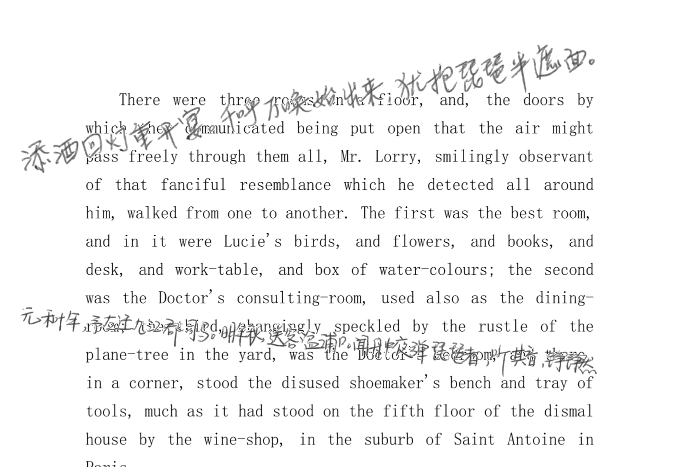 添酒回灯重开宴 呼万唤始出来,犹抱琵琶半遮面。
There were three rooms on a floor, and, the doors by
which they communicated being put open that the air might
pass freely through them all, Mr. Lorry, smilingly observant
of that fanciful resemblance which he detected all around
him, walked from one to another. The first was the best room,
and in it were Lucie's birds, and flowers, and books, and
desk, and work-table, and box of water-colours; the second
was the Doctor's consulting-room, used also as the dining-
元和十年,予左迁九江郡司马。明年秋,送客湓浦口。闻舟中夜弹琵琶者,听其音,铮铮然
third, changingly speckled by the rustle of the
plane-tree in the yard, was the Doctor's bedroom,
in a corner, stood the disused shoemaker's bench and tray of
tools, much as it had stood on the fifth floor of the dismal
house by the wine-shop, in the suburb of Saint Antoine in